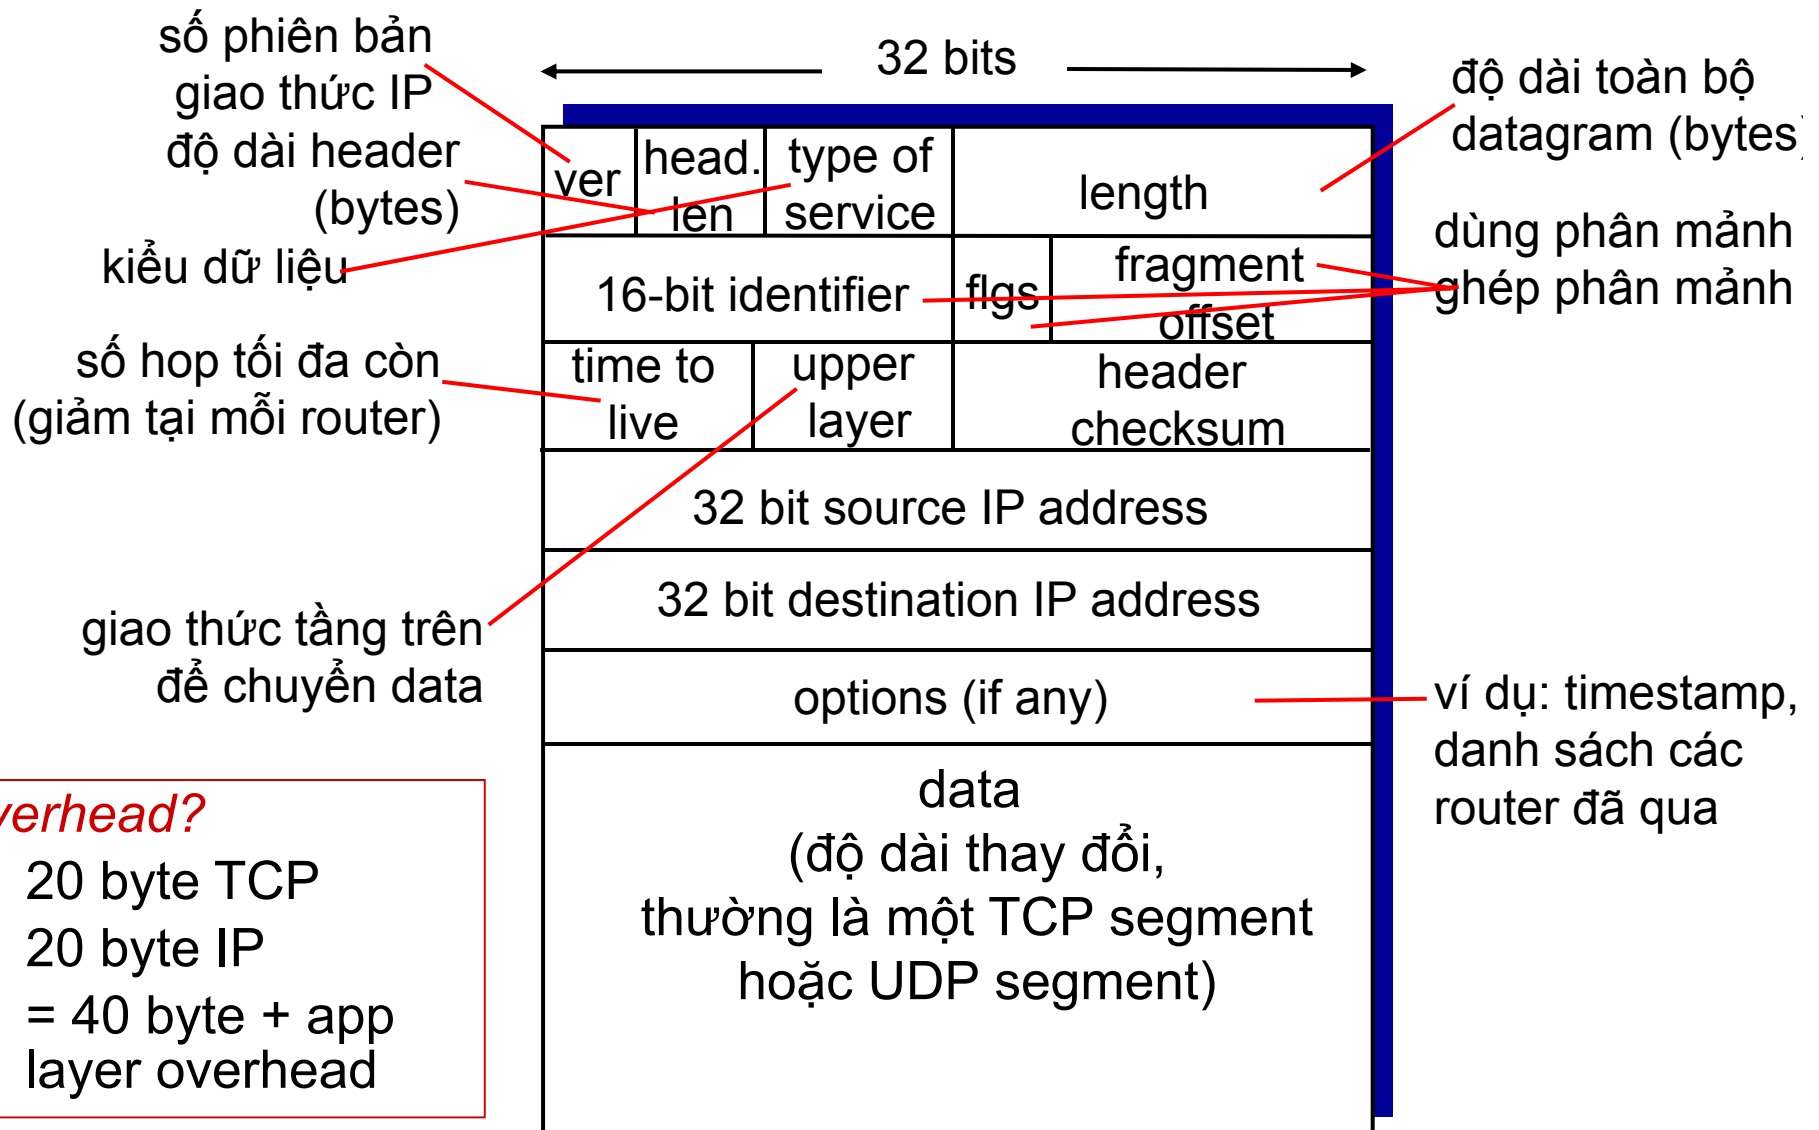 số phiên bản
giao thức IP
độ dài header
(bytes)
kiểu dữ liệu
số hop tối đa còn
(giảm tại mỗi router)
giao thức tầng trên
để chuyển data
32 bits
ver
head.
len
type of
service
length
16-bit identifier
flgs
fragment
offset
time to
live
upper
layer
header
checksum
32 bit source IP address
32 bit destination IP address
options (if any)
data
(độ dài thay đổi,
thường là một TCP segment
hoặc UDP segment)
độ dài toàn bộ
datagram (bytes)
dùng phân mảnh
ghép phân mảnh
ví dụ: timestamp,
danh sách các
router đã qua
verhead?
20 byte TCP
20 byte IP
= 40 byte + app
layer overhead